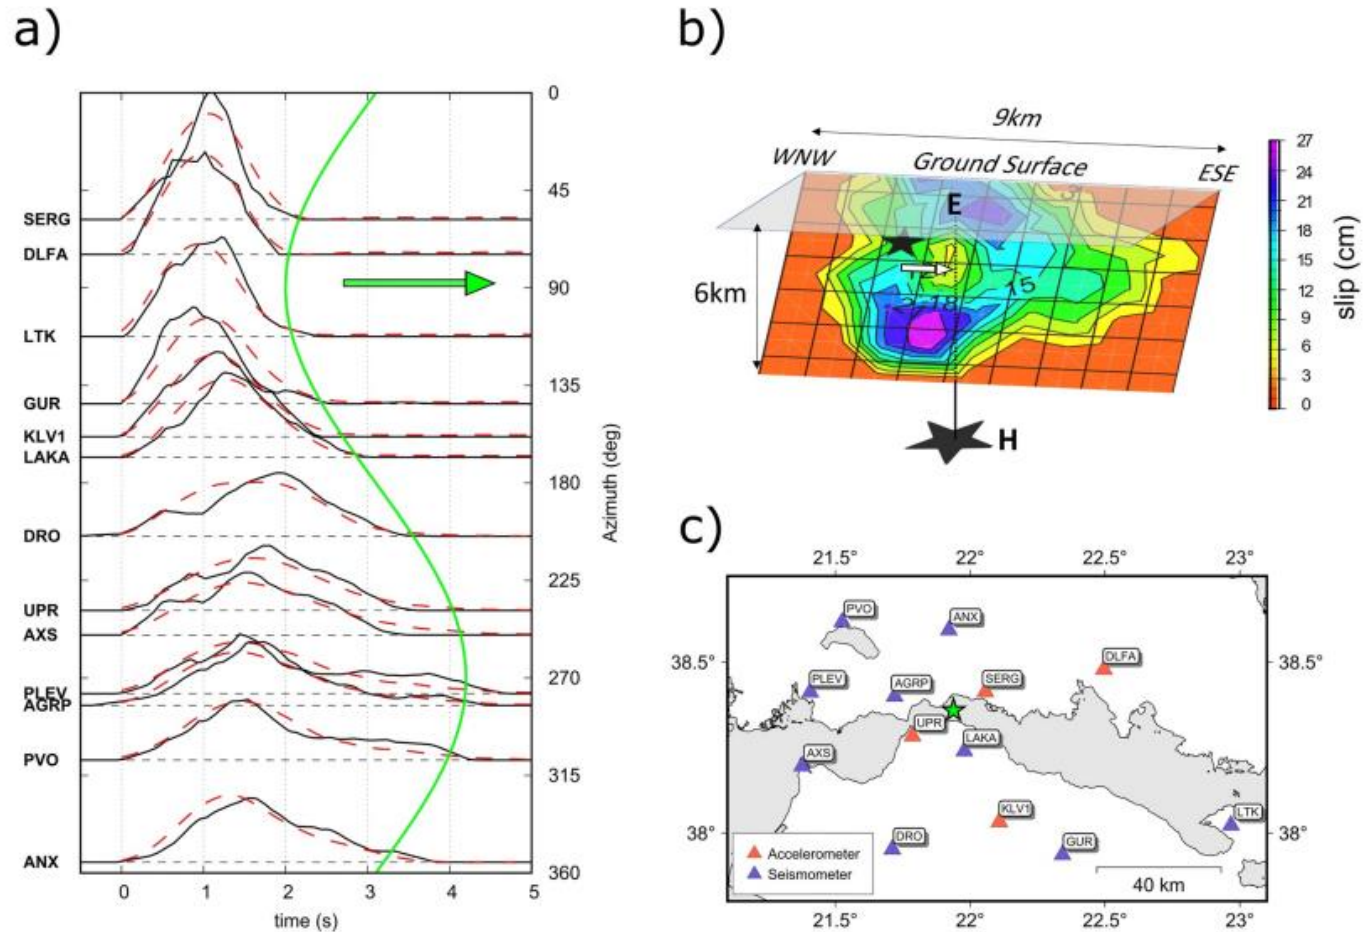 a)
SERG
DLFA
LTK
GUR
KLV1
LAKA
DRO
UPR
AXS
PLEV
AGRP
PVO
ANX
0
45
90
135
180
225
270
315
360
Azimuth (deg)
0 1 2 3 4 5
time (s)
b)
9km
WNW
Ground Surface
ESE
E
6km
15
18
H
27
24
21
18
15
12
9
6
3
0
slip (cm)
c)
21.5° 22° 22.5° 23°
38.5° 38.5°
38° 38°
PVO
ANX
DLFA
PLEV
AGRP
SERG
UPR
LAKA
AXS
KLV1
LTK
DRO
GUR
Accelerometer
Seismometer
40 km